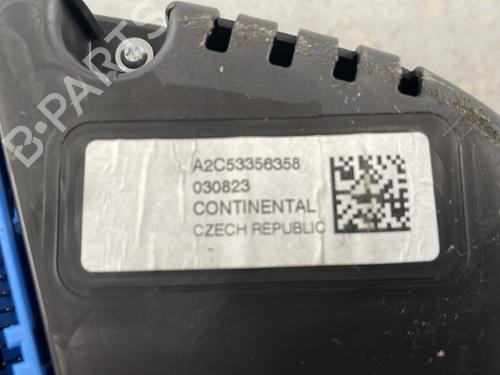 B-PARTS
A2C53356358
030823
CONTINENTAL
CZECH REPUBLIC